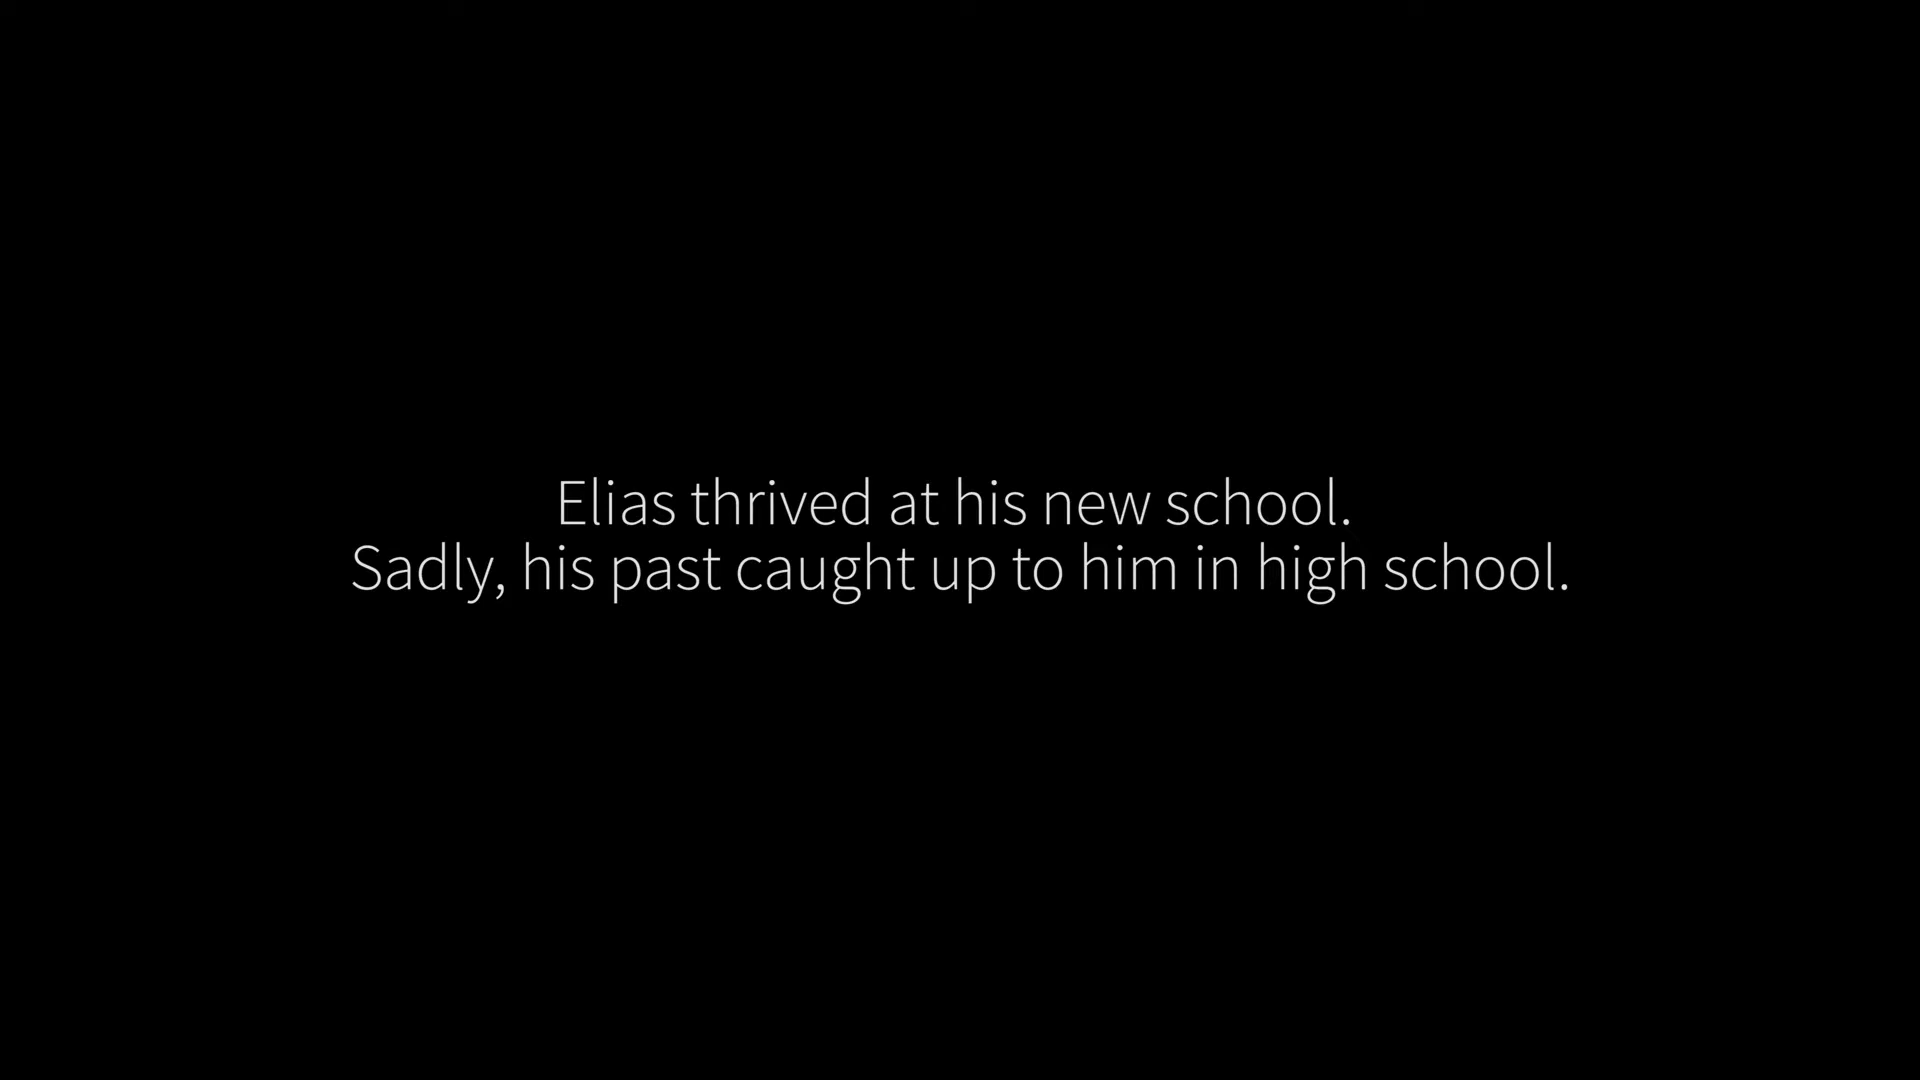 Elias thrived at his new school.
Sadly, his past caught up to him in high school.